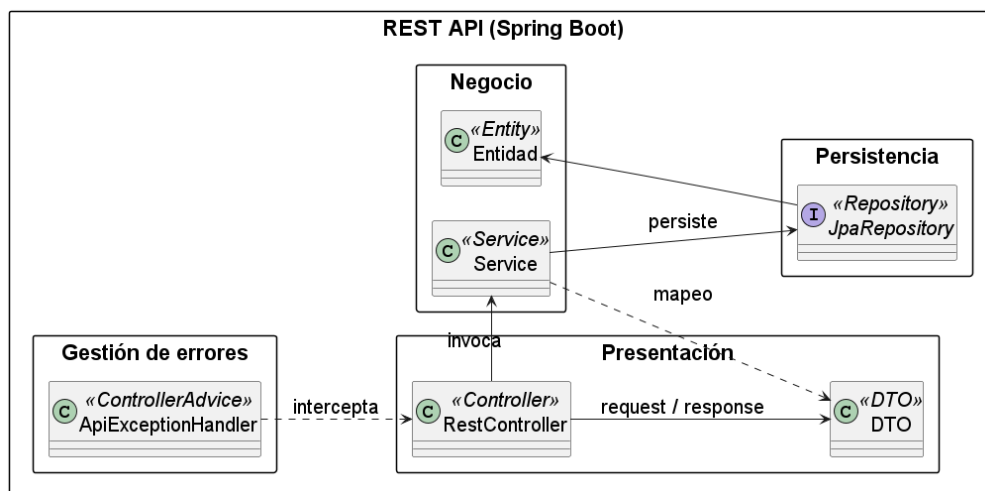 REST API (Spring Boot)
Negocio
C
«Entity»
Entidad
Persistencia
I
«Repository»
JpaRepository
persiste
C
«Service»
Service
mapeo
invoca
Gestión de errores
C
«ControllerAdvice»
ApiExceptionHandler
intercepta
Presentación
C
«Controller»
RestController
request / response
C
«DTO»
DTO